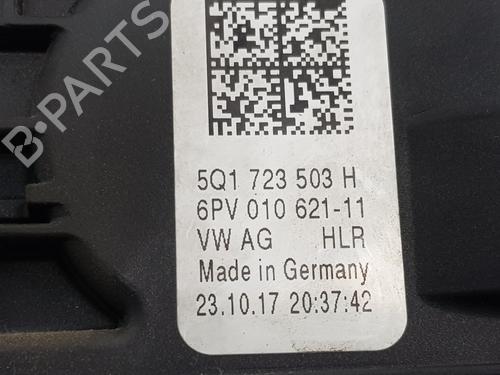 B-PARTS
5Q1 723 503 H
6PV 010 621-11
VW AG HLR
Made in Germany
23.10.17 20:37:42